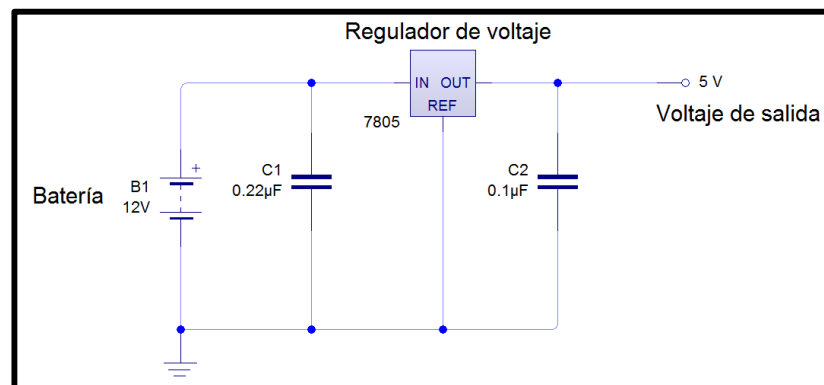 Regulador de voltaje
IN OUT
REF
7805
5 V
Voltaje de salida
Batería
B1
12V
+
C1
0.22µF
C2
0.1µF